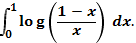 ∫₀¹ log((1 − x)/x) dx.